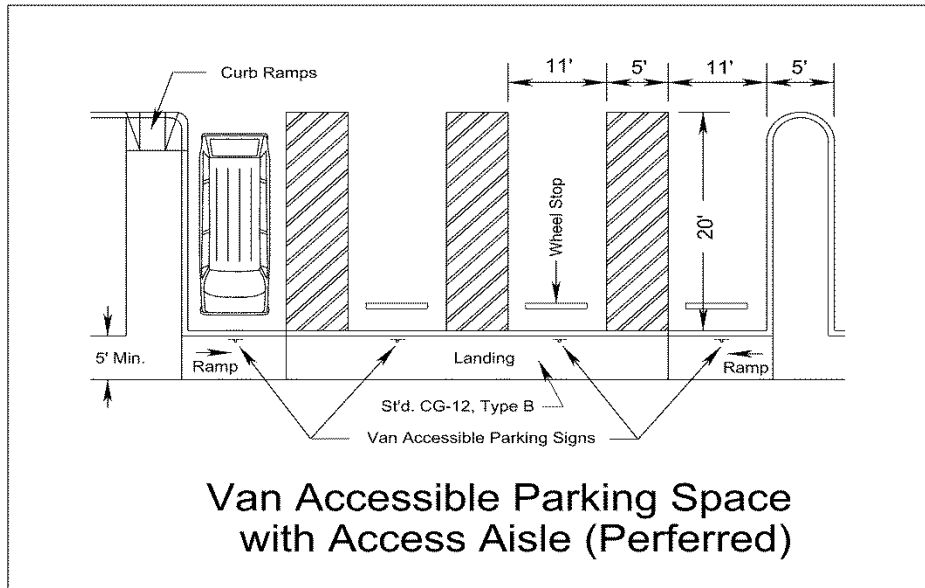 11' 5' 11' 5'
Curb Ramps
20'
Wheel Stop
5' Min.
Ramp
Landing
Ramp
St'd. CG-12, Type B
Van Accessible Parking Signs
Van Accessible Parking Space
with Access Aisle (Perferred)